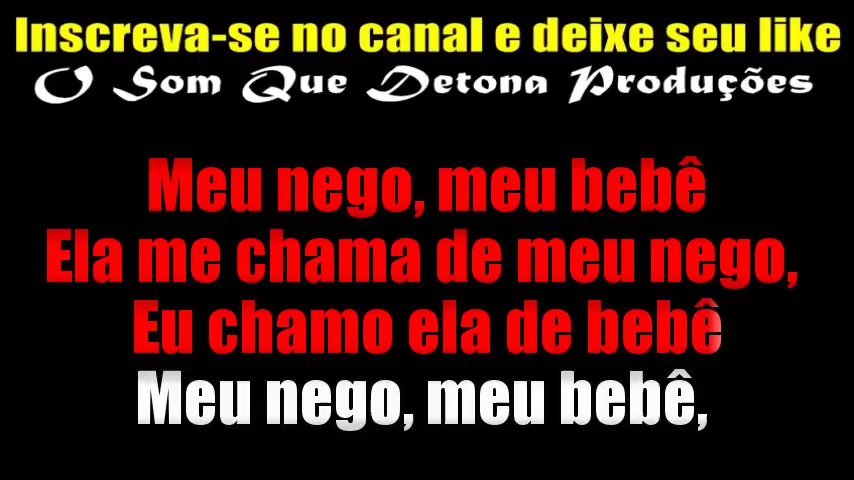 Inscreva-se no canal e deixe seu like
O Som Que Detona Produções
Meu nego, meu bebê
Ela me chama de meu nego,
Eu chamo ela de bebê
Meu nego, meu bebê,